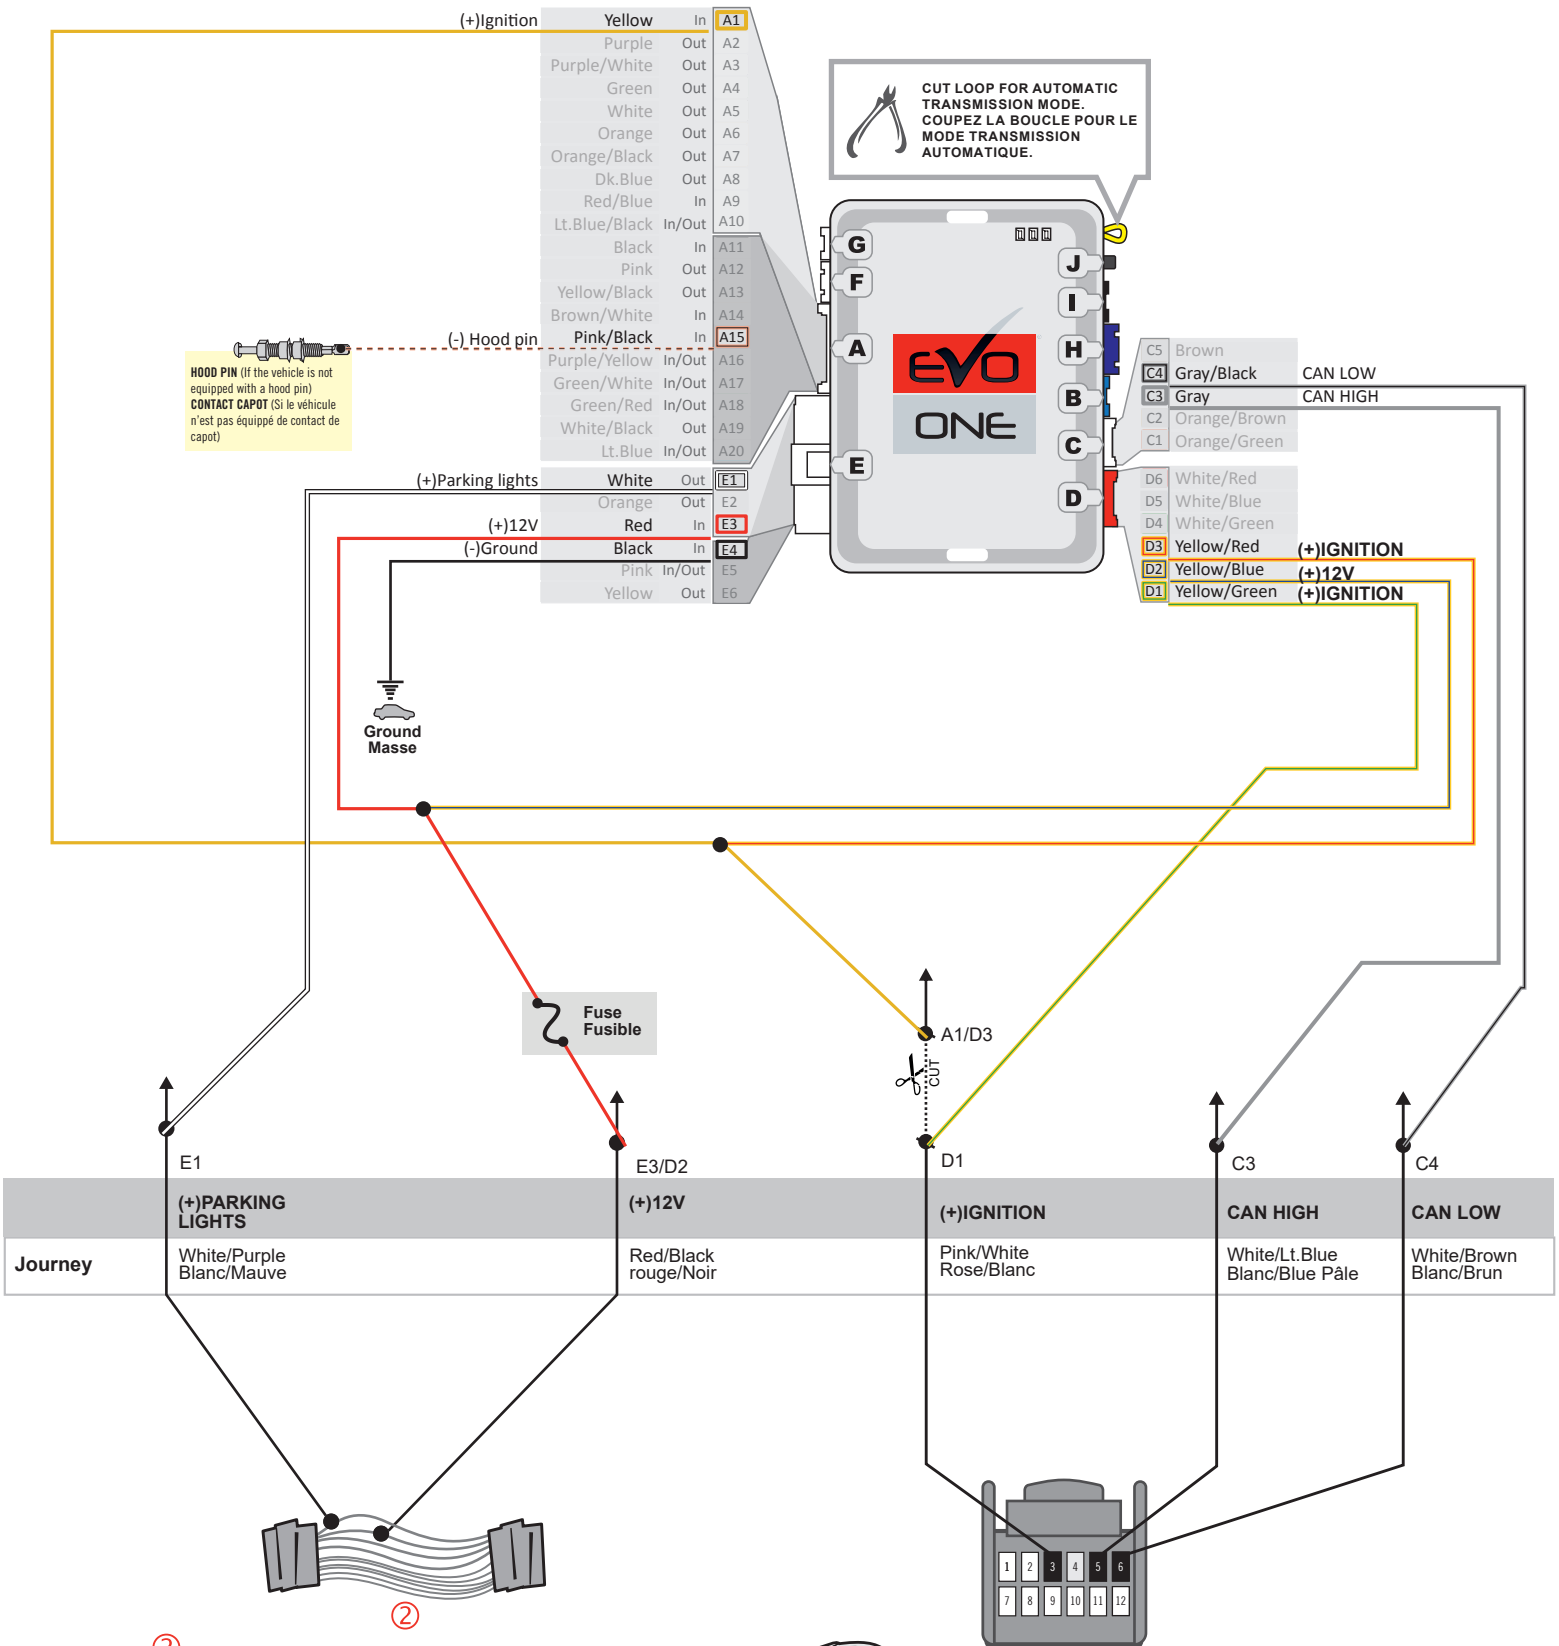 (+)Ignition Yellow In A1
Purple Out A2
Purple/White Out A3
Green Out A4
White Out A5
Orange Out A6
Orange/Black Out A7
Dk.Blue Out A8
Red/Blue In A9
Lt.Blue/Black In/Out A10
Black In A11
Pink Out A12
Yellow/Black Out A13
Brown/White In A14
(-) Hood pin Pink/Black In A15
Purple/Yellow In/Out A16
Green/White In/Out A17
Green/Red In/Out A18
White/Black Out A19
Lt.Blue In/Out A20
(+)Parking lights White Out E1
Orange Out E2
(+)12V Red In E3
(-)Ground Black In E4
Pink In/Out E5
Yellow Out E6
HOOD PIN (If the vehicle is not
equipped with a hood pin)
CONTACT CAPOT (Si le véhicule
n'est pas équippé de contact de
capot)
CUT LOOP FOR AUTOMATIC
TRANSMISSION MODE.
COUPEZ LA BOUCLE POUR LE
MODE TRANSMISSION
AUTOMATIQUE.
G
F
A
E
J
I
H
B
C
D
EVO
ONE
C5 Brown
C4 Gray/Black CAN LOW
C3 Gray CAN HIGH
C2 Orange/Brown
C1 Orange/Green
D6 White/Red
D5 White/Blue
D4 White/Green
D3 Yellow/Red (+)IGNITION
D2 Yellow/Blue (+)12V
D1 Yellow/Green (+)IGNITION
Ground
Masse
Fuse
Fusible
A1/D3
CUT
E1
E3/D2
D1
C3
C4
(+)PARKING
LIGHTS
(+)12V
(+)IGNITION
CAN HIGH
CAN LOW
Journey
White/Purple
Blanc/Mauve
Red/Black
rouge/Noir
Pink/White
Rose/Blanc
White/Lt.Blue
Blanc/Blue Pâle
White/Brown
Blanc/Brun
1 2 3 4 5 6
7 8 9 10 11 12
2